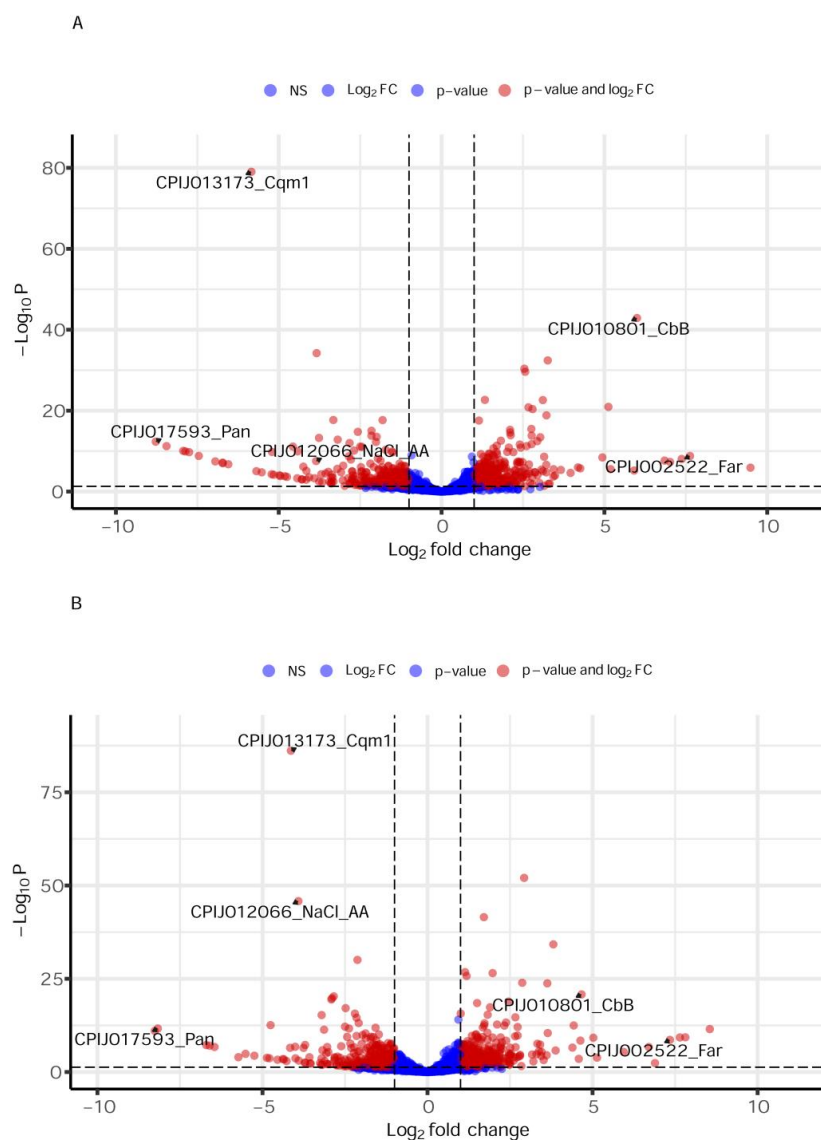 A
NS Log₂ FC p−value p−value and log₂ FC
80
CPIJ013173_Cqm1
60
−Log₁₀ P
CPIJ010801_CbB
40
20
CPIJ017593_Pan
CPIJ012066_NaCl_AA
CPIJ002522_Far
0
−10 −5 0 5 10
Log₂ fold change
B
NS Log₂ FC p−value p−value and log₂ FC
CPIJ013173_Cqm1
75
−Log₁₀ P
50
CPIJ012066_NaCl_AA
25
CPIJ010801_CbB
CPIJ017593_Pan
CPIJ002522_Far
0
−10 −5 0 5 10
Log₂ fold change